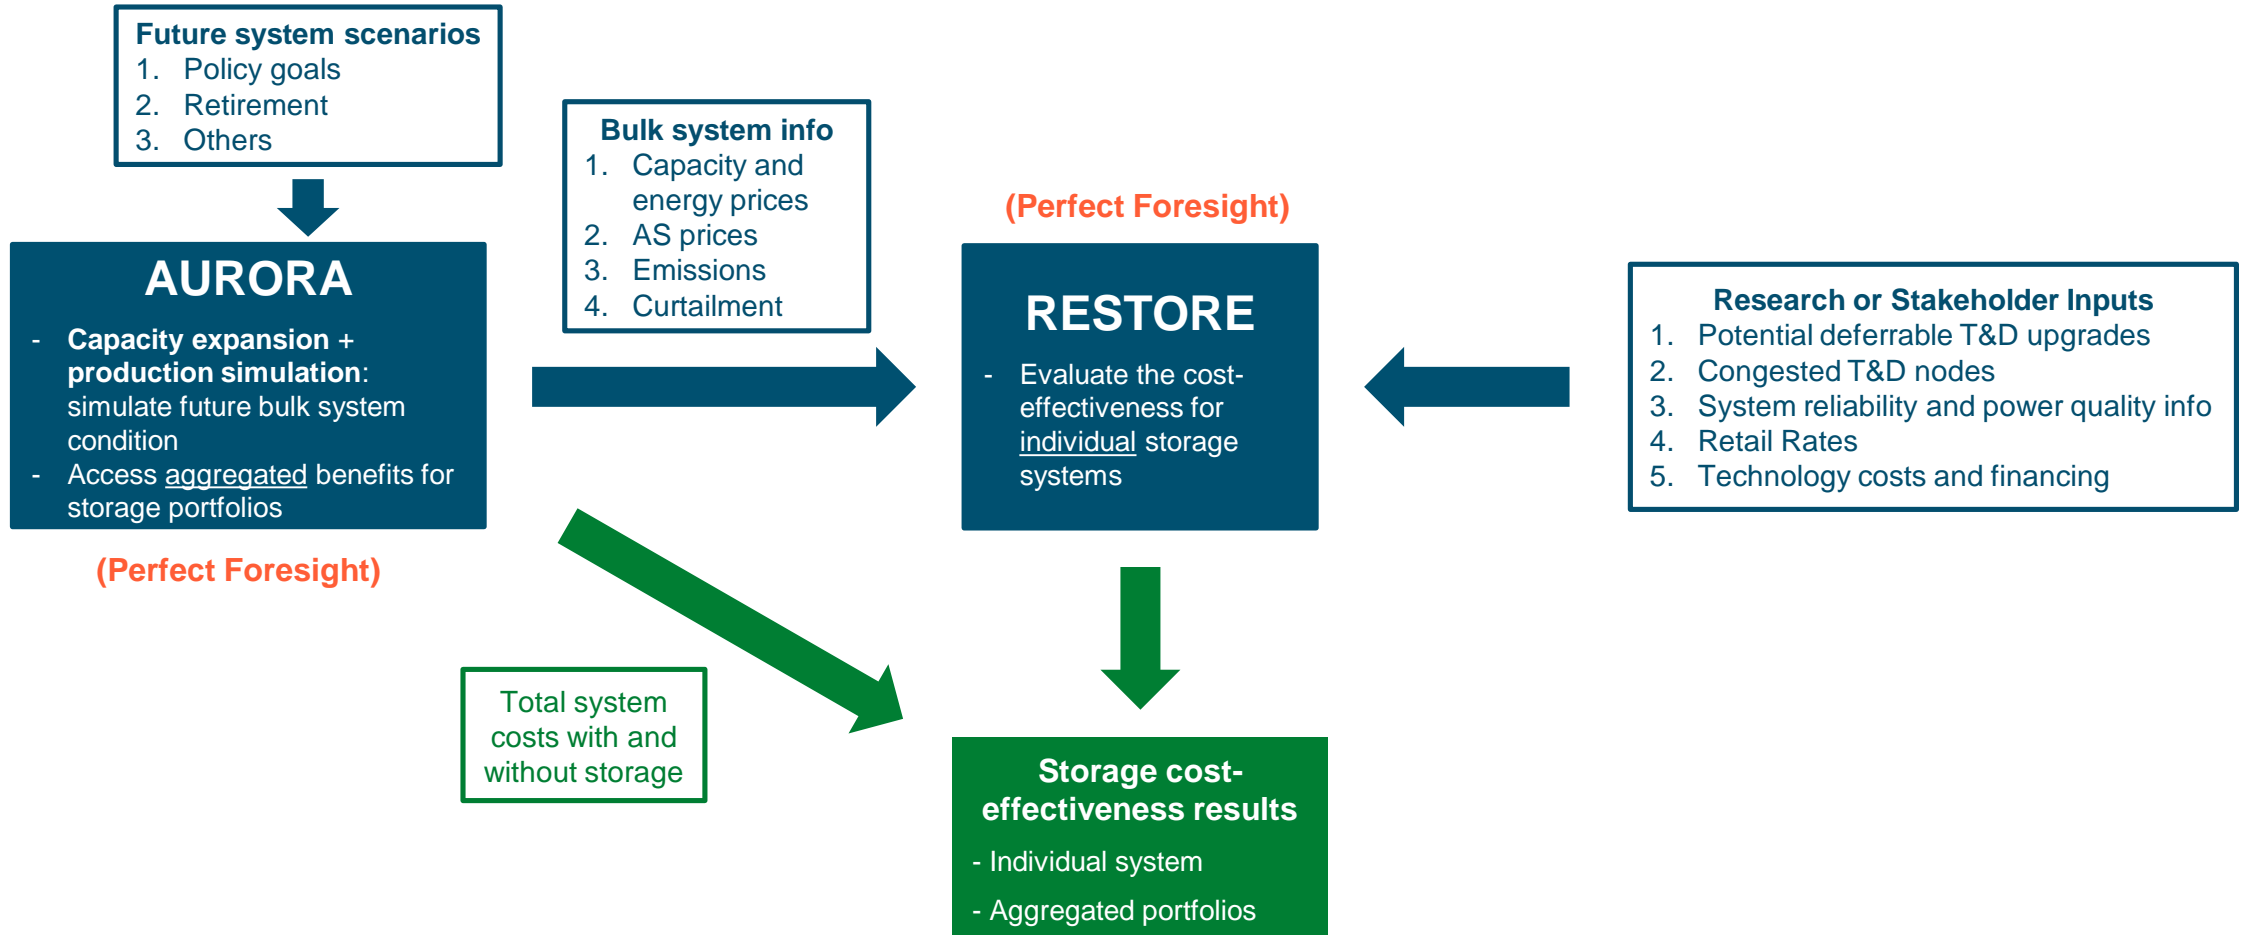 Future system scenarios
1. Policy goals
2. Retirement
3. Others
Bulk system info
1. Capacity and
energy prices
2. AS prices
3. Emissions
4. Curtailment
AURORA
- Capacity expansion +
production simulation:
simulate future bulk system
condition
- Access aggregated benefits for
storage portfolios
(Perfect Foresight)
(Perfect Foresight)
RESTORE
- Evaluate the cost-
effectiveness for
individual storage
systems
Research or Stakeholder Inputs
1. Potential deferrable T&D upgrades
2. Congested T&D nodes
3. System reliability and power quality info
4. Retail Rates
5. Technology costs and financing
Total system
costs with and
without storage
Storage cost-
effectiveness results
- Individual system
- Aggregated portfolios